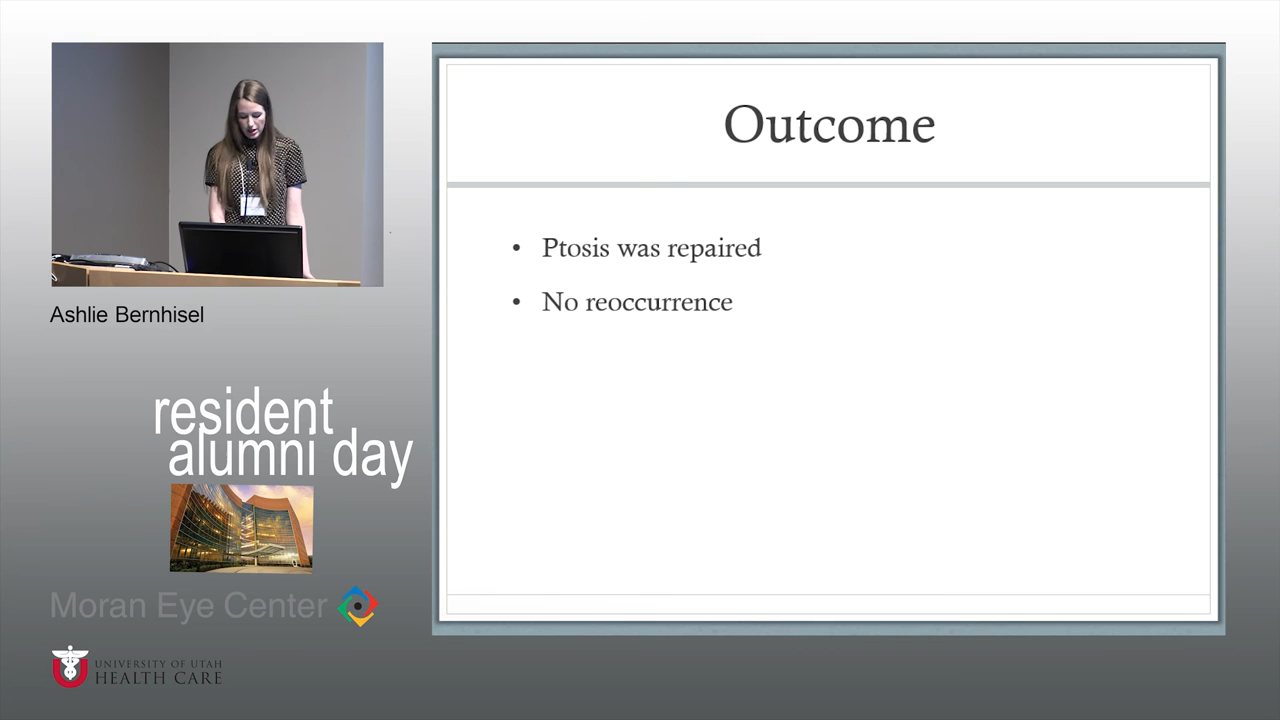 Outcome
• Ptosis was repaired
• No reoccurrence
Ashlie Bernhisel
resident
alumni day
Moran Eye Center
UNIVERSITY OF UTAH
HEALTH CARE